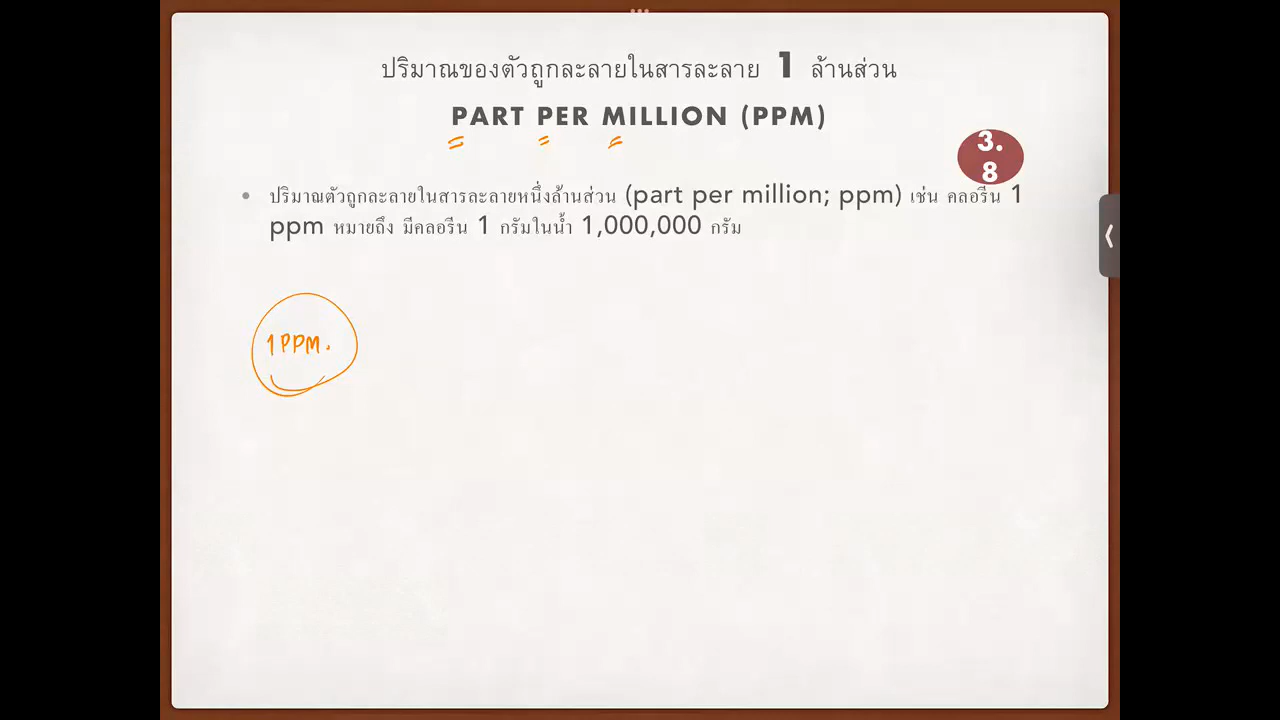 ปริมาณของตัวถูกละลายในสารละลาย 1 ล้านส่วน
PART PER MILLION (PPM)
3.
8
• ปริมาณตัวถูกละลายในสารละลายหนึ่งล้านส่วน (part per million; ppm) เช่น คลอรีน 1
ppm หมายถึง มีคลอรีน 1 กรัมในน้ำ 1,000,000 กรัม
1 PPM.